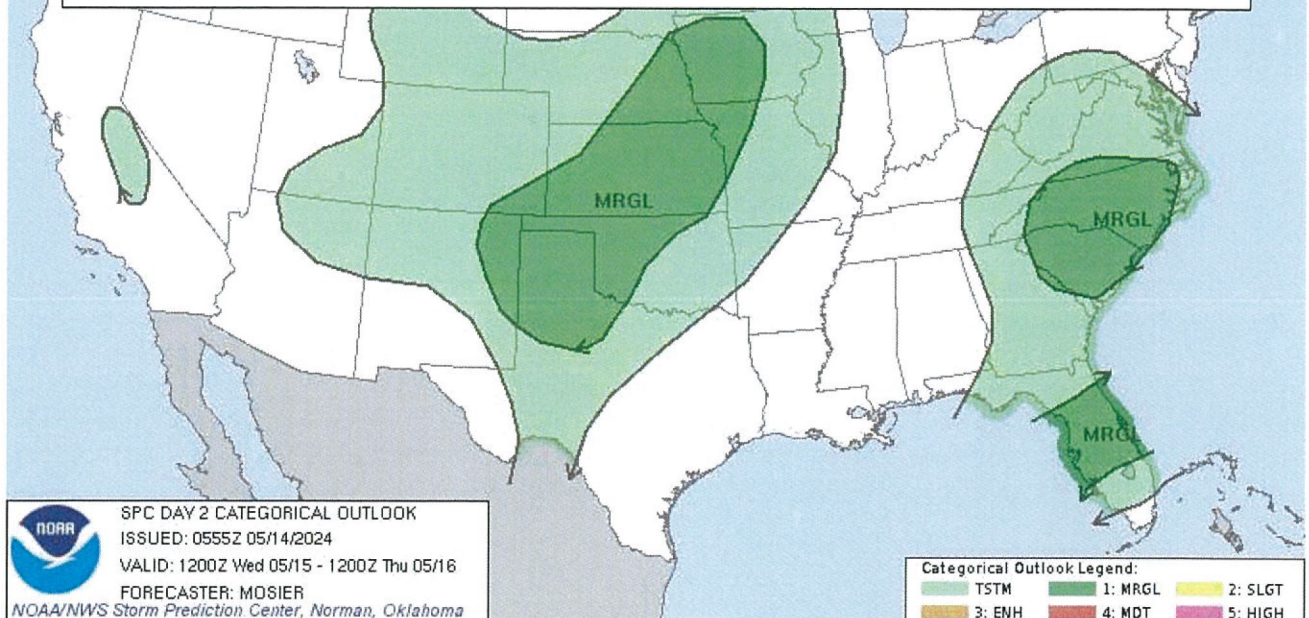 MRGL
MRGL
MRGL
NOAA
SPC DAY 2 CATEGORICAL OUTLOOK
ISSUED: 0555Z 05/14/2024
VALID: 1200Z Wed 05/15 - 1200Z Thu 05/16
FORECASTER: MOSIER
NOAA/NWS Storm Prediction Center, Norman, Oklahoma
Categorical Outlook Legend:
TSTM 1: MRGL 2: SLGT
3: ENH 4: MDT 5: HIGH